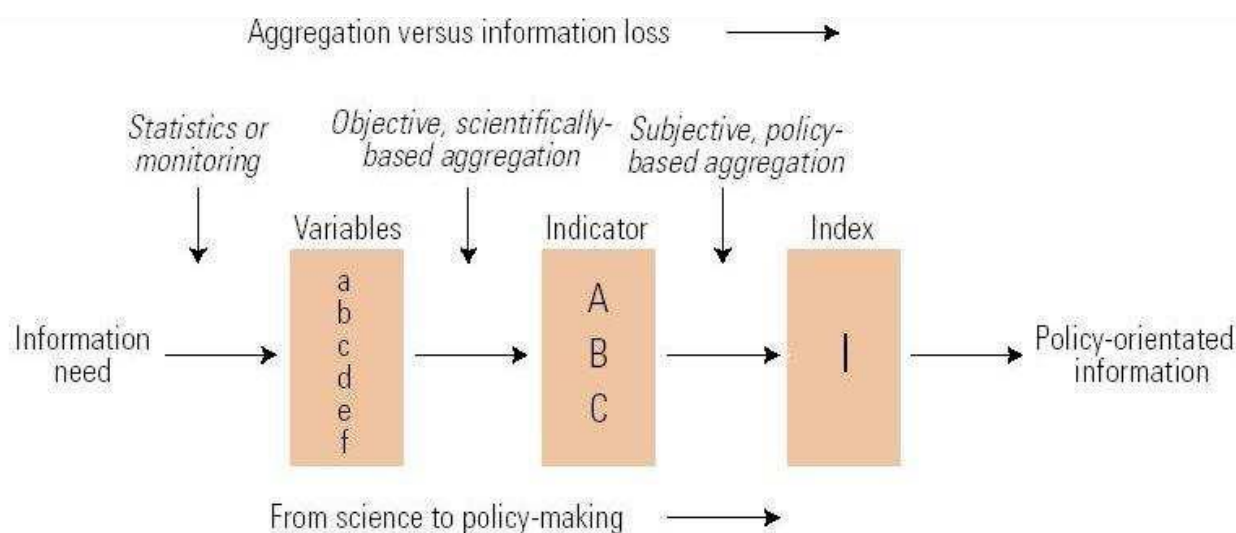 Aggregation versus information loss
Statistics or
monitoring
Objective, scientifically-
based aggregation
Subjective, policy-
based aggregation
Variables
Indicator
Index
a
b
c
d
e
f
A
B
C
I
Information
need
Policy-orientated
information
From science to policy-making